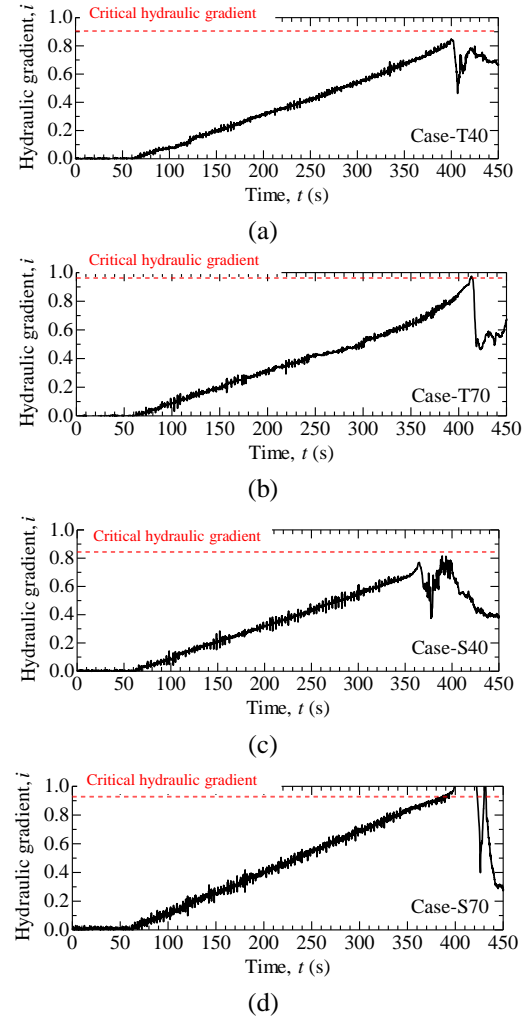 Critical hydraulic gradient
1.0
0.8
0.6
0.4
0.2
0.0
Hydraulic gradient, i
Case-T40
0 50 100 150 200 250 300 350 400 450
Time, t (s)
(a)
Critical hydraulic gradient
1.0
0.8
0.6
0.4
0.2
0.0
Hydraulic gradient, i
Case-T70
0 50 100 150 200 250 300 350 400 450
Time, t (s)
(b)
Critical hydraulic gradient
1.0
0.8
0.6
0.4
0.2
0.0
Hydraulic gradient, i
Case-S40
0 50 100 150 200 250 300 350 400 450
Time, t (s)
(c)
Critical hydraulic gradient
1.0
0.8
0.6
0.4
0.2
0.0
Hydraulic gradient, i
Case-S70
0 50 100 150 200 250 300 350 400 450
Time, t (s)
(d)